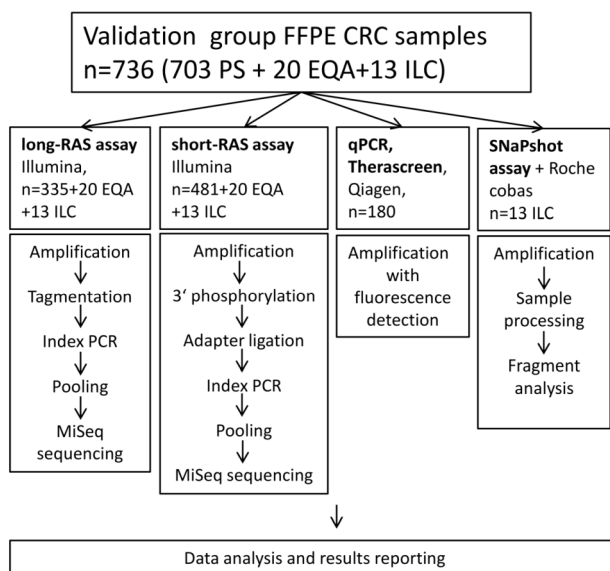 Validation group FFPE CRC samples
n=736 (703 PS + 20 EQA+13 ILC)
long-RAS assay
Illumina,
n=335+20 EQA
+13 ILC
Amplification
Tagmentation
Index PCR
Pooling
MiSeq
sequencing
short-RAS assay
Illumina
n=481+20 EQA
+13 ILC
Amplification
3‘ phosphorylation
Adapter ligation
Index PCR
Pooling
MiSeq sequencing
qPCR,
Therascreen,
Qiagen,
n=180
Amplification
with
fluorescence
detection
SNaPshot
assay + Roche
cobas
n=13 ILC
Amplification
Sample
processing
Fragment
analysis
Data analysis and results reporting